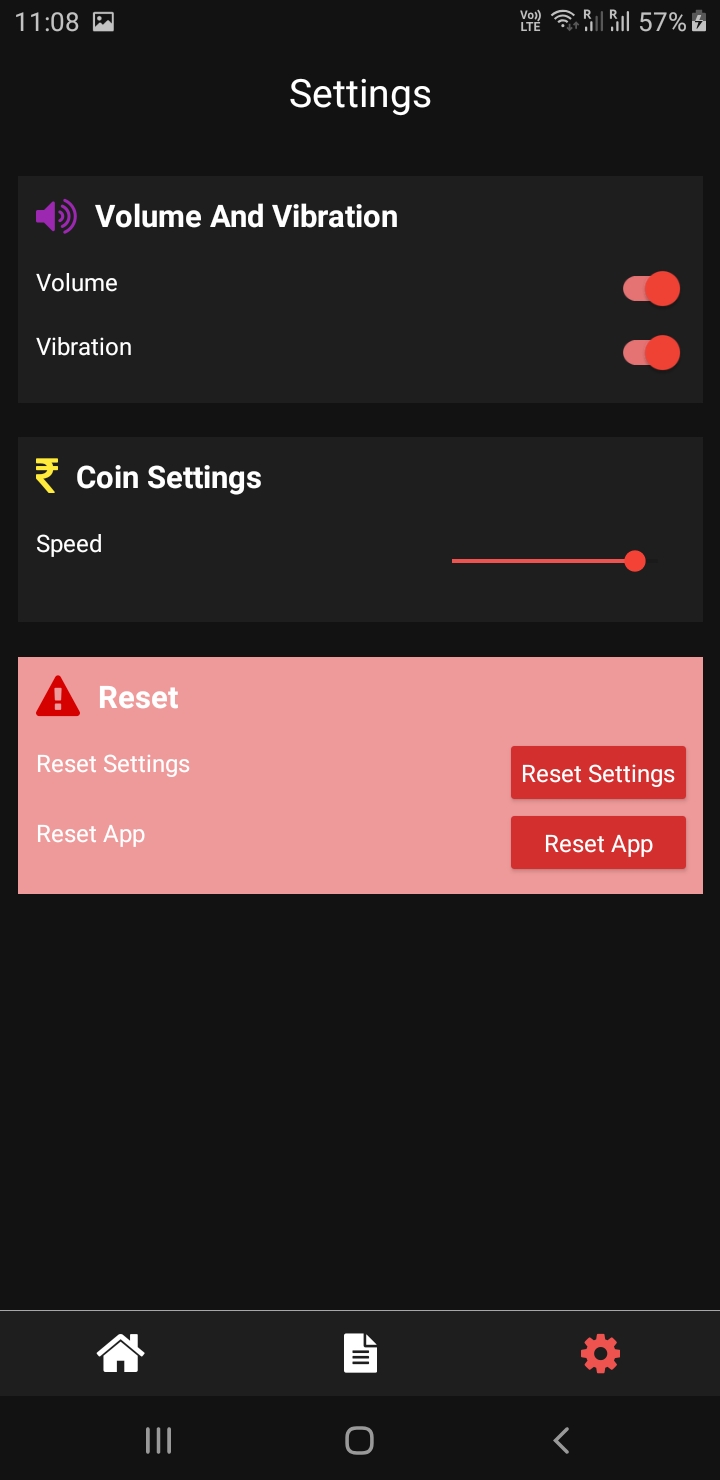 11:08 Vo)) LTE R R 57%
Settings
Volume And Vibration
Volume
Vibration
₹ Coin Settings
Speed
Reset
Reset Settings Reset Settings
Reset App Reset App